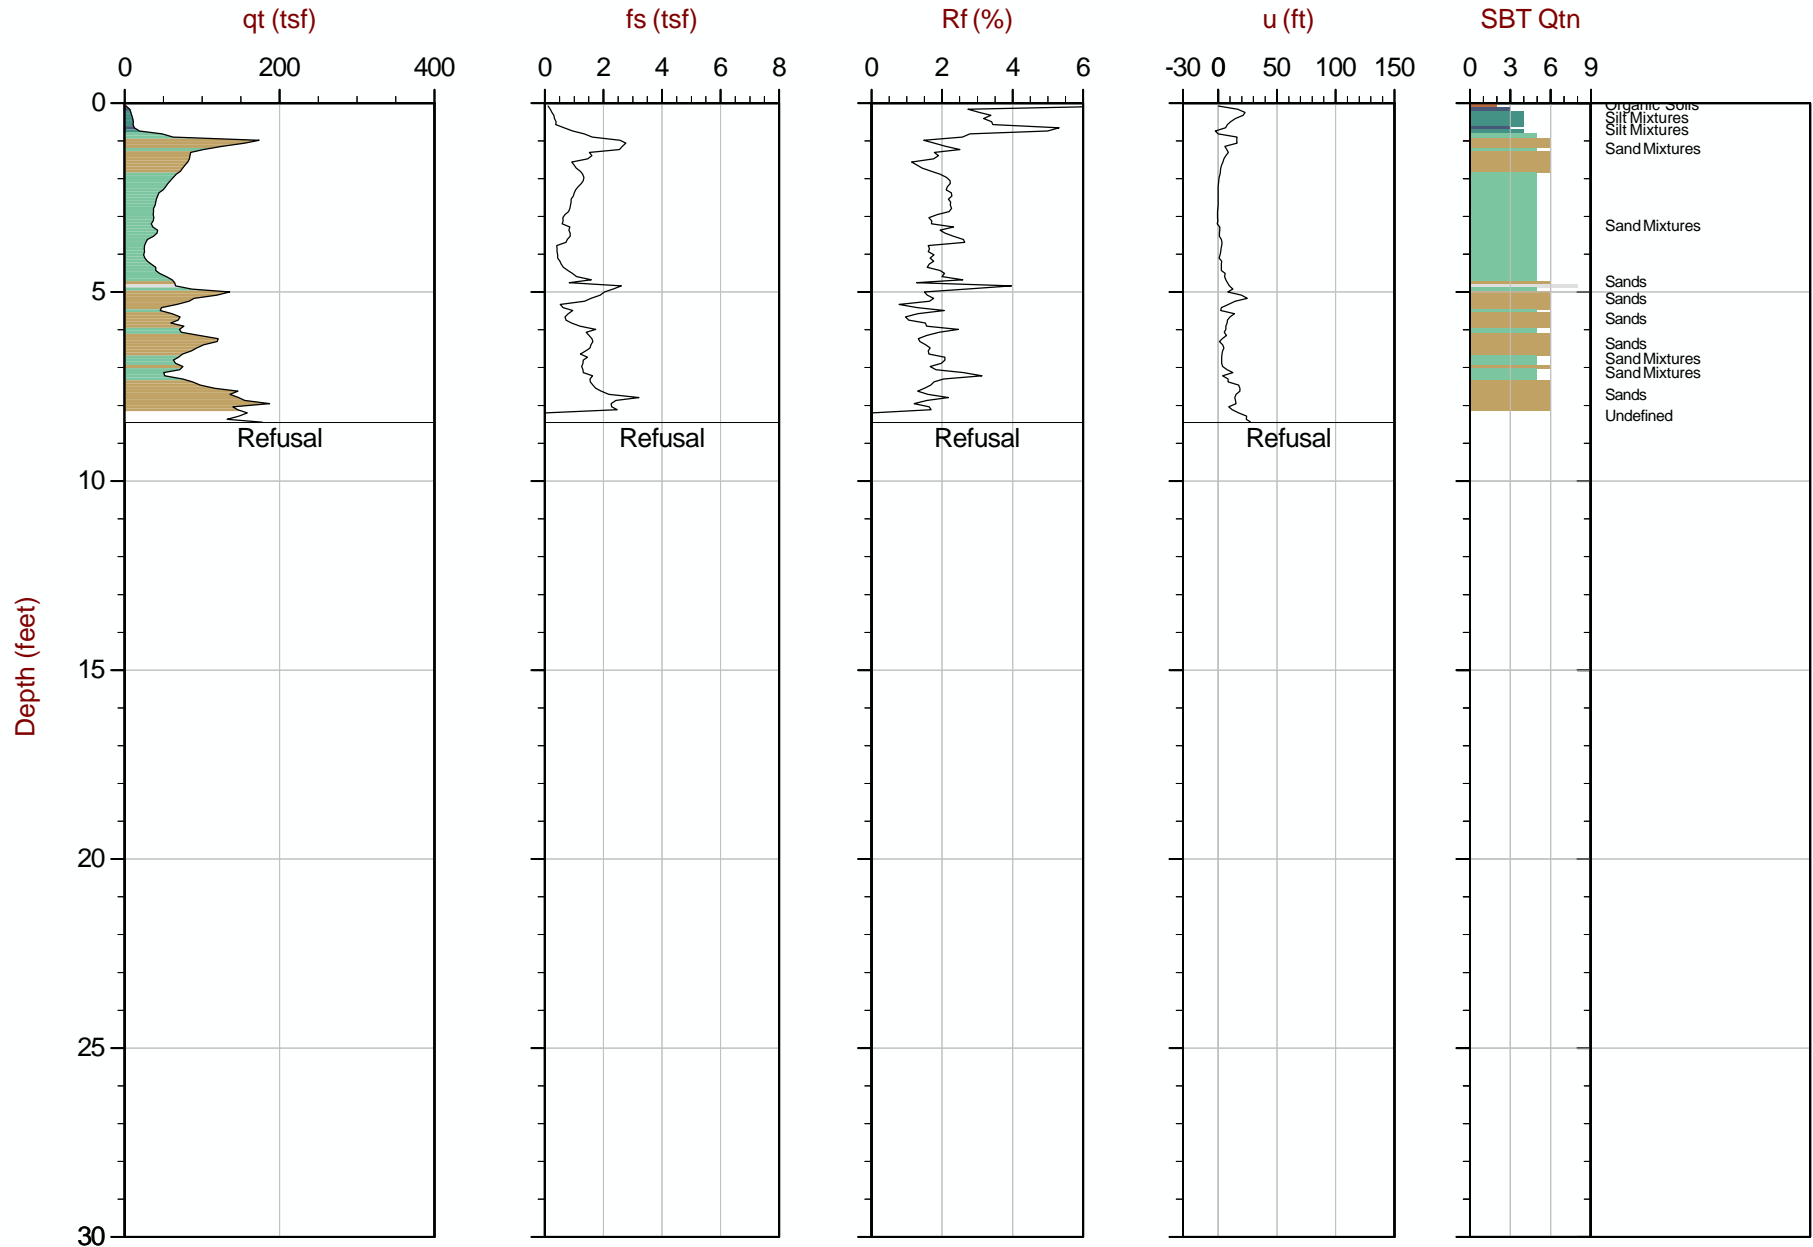 qt (tsf) fs (tsf) Rf (%) u (ft) SBT Qtn
0 200 400 0 2 4 6 8 0 2 4 6 -30 0 50 100 150 0 3 6 9
0
5
10
15
20
25
30
Depth (feet)
Organic Soils
Silt Mixtures
Silt Mixtures
Sand Mixtures
Sand Mixtures
Sands
Sands
Sands
Sands
Sand Mixtures
Sand Mixtures
Sands
Undefined
Refusal Refusal Refusal Refusal